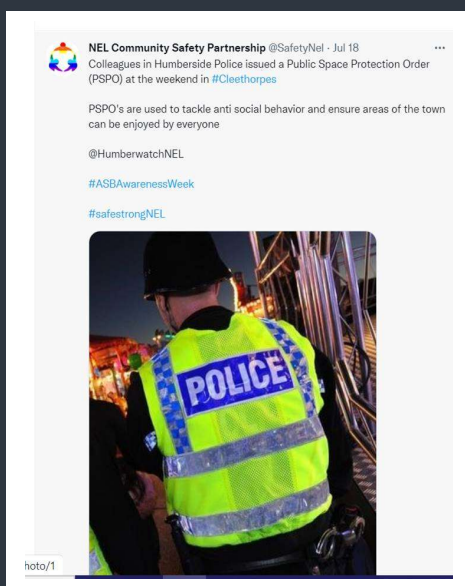 NEL Community Safety Partnership @SafetyNel · Jul 18
Colleagues in Humberside Police issued a Public Space Protection Order
(PSPO) at the weekend in #Cleethorpes
PSPO's are used to tackle anti social behavior and ensure areas of the town
can be enjoyed by everyone
@HumberwatchNEL
#ASBAwarenessWeek
#safestrongNEL
POLICE
hoto/1